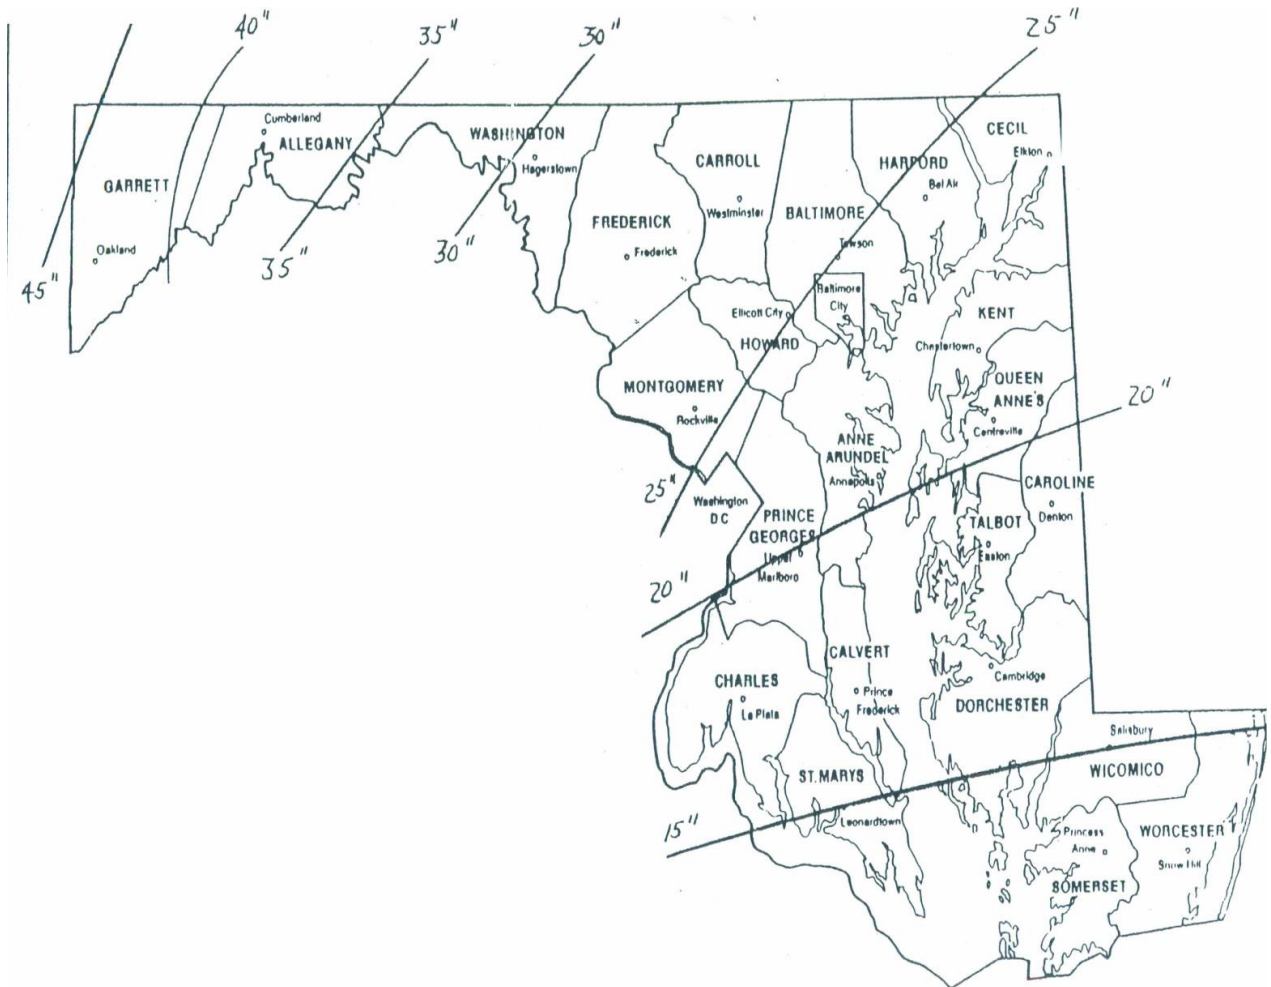 40"
35"
30"
25"
Cumberland
ALLEGANY
WASHINGTON
Hagerstown
CARROLL
Westminster
HARFORD
Bel Air
CECIL
Elkton
GARRETT
Oakland
45"
35"
30"
FREDERICK
Frederick
BALTIMORE
Towson
Baltimore
City
Ellicott City
HOWARD
KENT
Chestertown
MONTGOMERY
Rockville
QUEEN
ANNE'S
Centreville
20"
ANNE
ARUNDEL
Annapolis
25"
Washington
DC
PRINCE
GEORGES
Upper
Marlboro
CAROLINE
Denton
TALBOT
Easton
20"
CALVERT
Prince
Frederick
CHARLES
La Plata
Cambridge
DORCHESTER
ST. MARYS
Leonardtown
15"
Salisbury
WICOMICO
Princess
Anne
SOMERSET
WORCESTER
Snow Hill